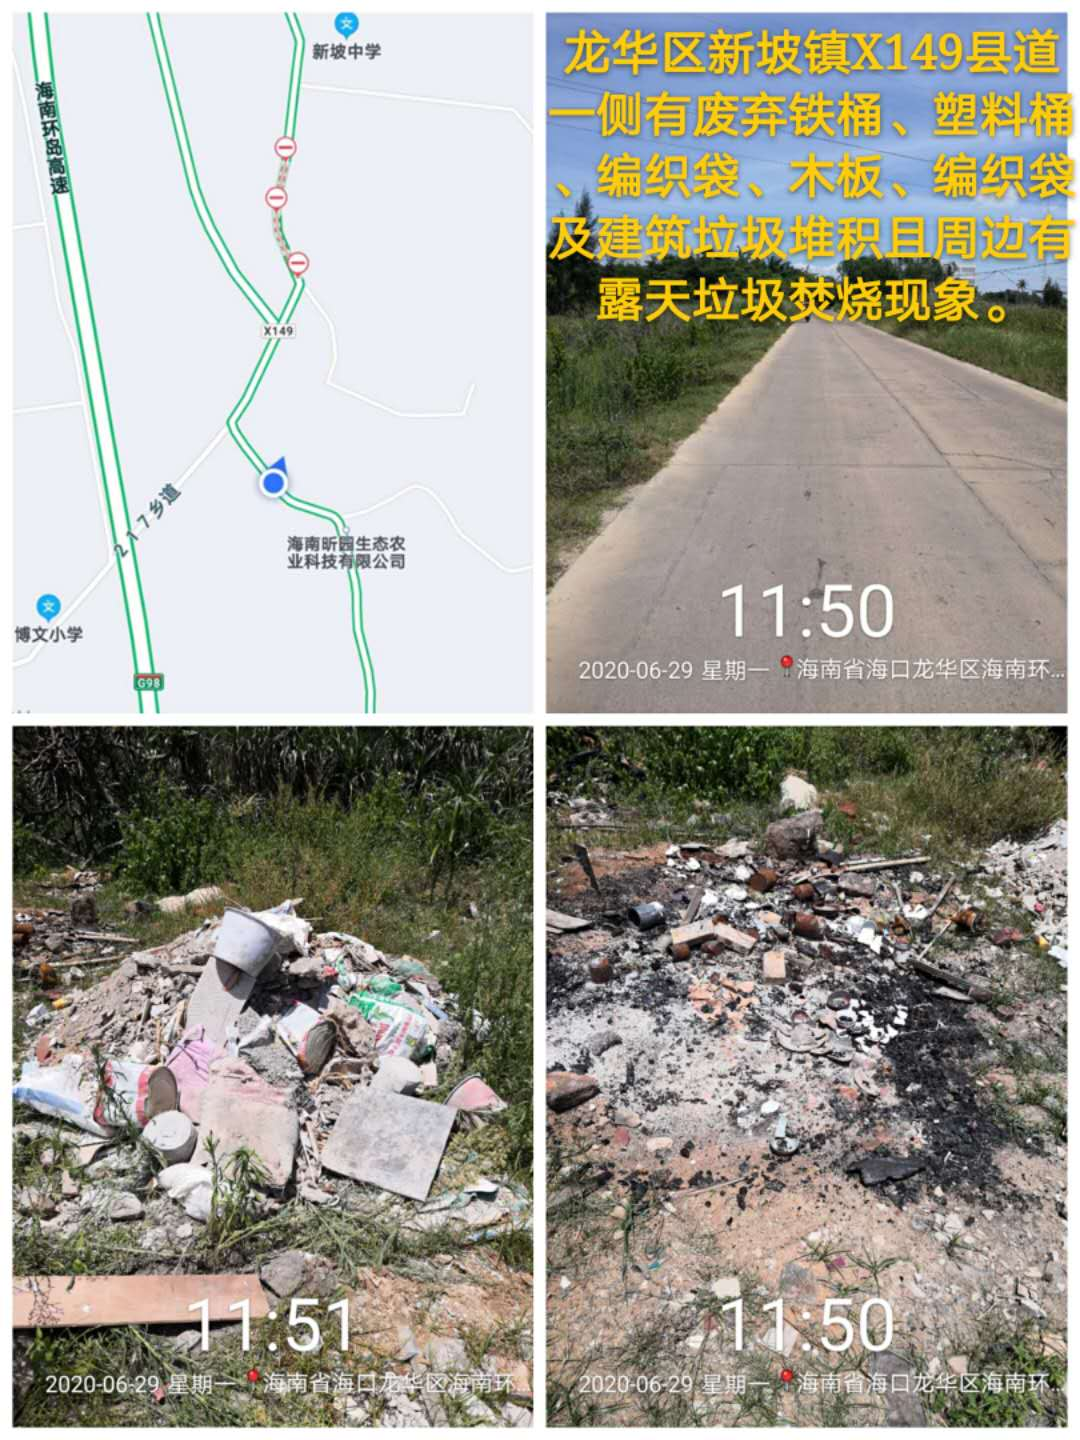 新坡中学
海南环岛高速
X149
217乡道
海南昕园生态农
业科技有限公司
博文小学
G98
龙华区新坡镇X149县道
一侧有废弃铁桶、塑料桶
、编织袋、木板、编织袋
及建筑垃圾堆积且周边有
露天垃圾焚烧现象。
11:50
2020-06-29 星期一 海南省海口龙华区海南环...
11:51
2020-06-29 星期一 海南省海口龙华区海南环...
11:50
2020-06-29 星期一 海南省海口龙华区海南环...